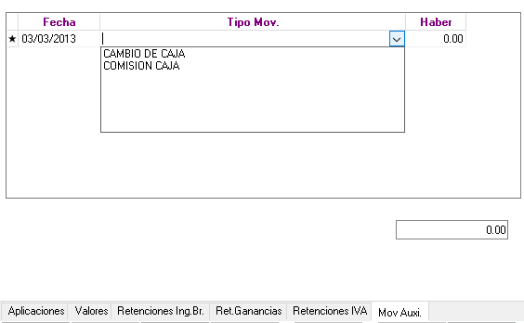 Fecha Tipo Mov. Haber
★ 03/03/2013 0.00
CAMBIO DE CAJA
COMISION CAJA
0.00
Aplicaciones Valores Retenciones Ing.Br. Ret.Ganancias Retenciones IVA Mov Auxi.